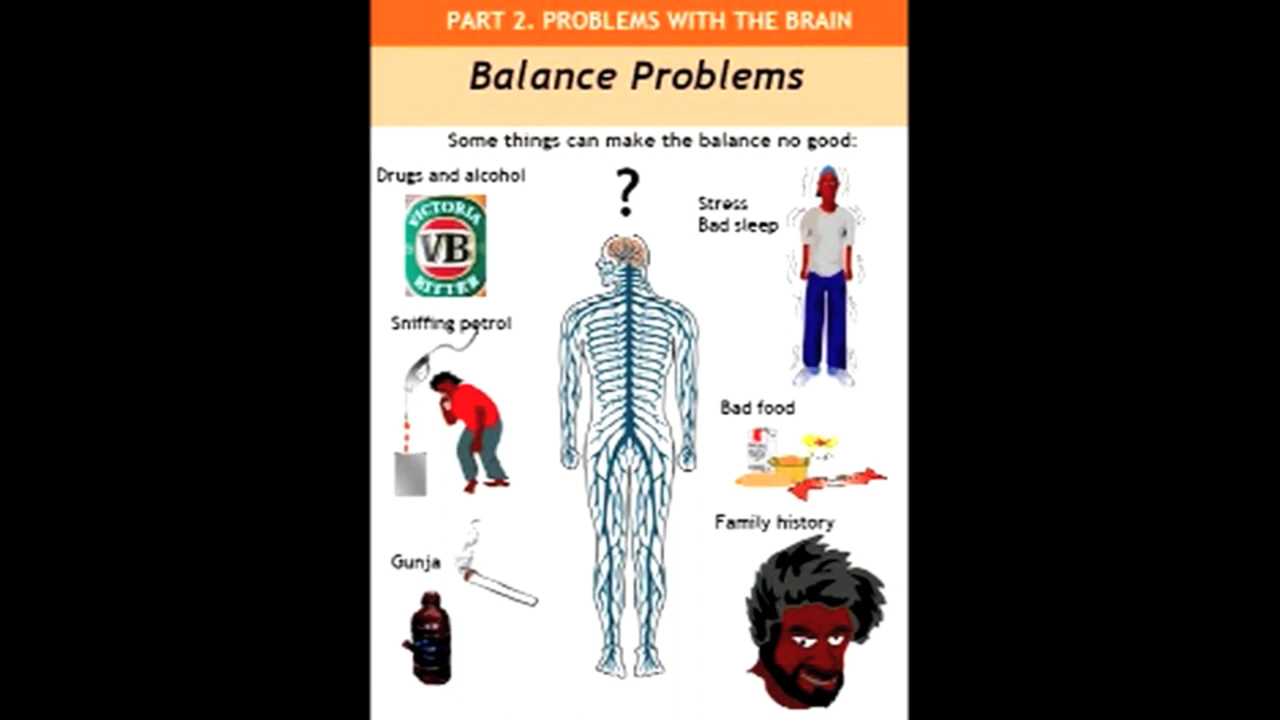 PART 2. PROBLEMS WITH THE BRAIN
Balance Problems
Some things can make the balance no good:
Drugs and alcohol
VICTORIA
VB
BITTER
?
Stress
Bad sleep
Sniffing petrol
Bad food
Family history
Gunja